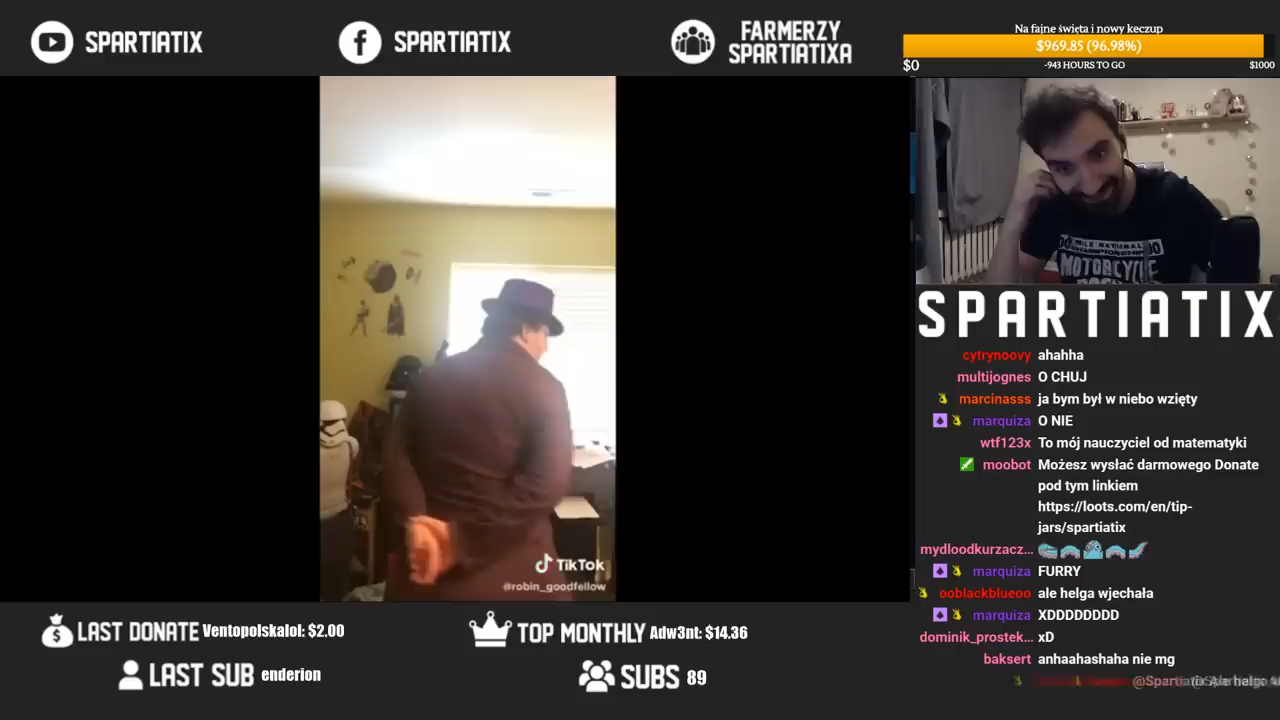 SPARTIATIX
SPARTIATIX
FARMERZY
SPARTIATIXA
Na fajne święta i nowy keczup
$969.85 (96.98%)
$0
-943 HOURS TO GO
$1000
MOTORCYCLE
TikTok
@robin_goodfellow
SPARTIATIX
cytrynoovy ahahha
multijognes O CHUJ
marcinasss ja bym był w niebo wzięty
marquiza O NIE
wtf123x To mój nauczyciel od matematyki
moobot Możesz wysłać darmowego Donate
pod tym linkiem
https://loots.com/en/tip-
jars/spartiatix
mydloodkurzacz…
marquiza FURRY
ooblackblueoo ale helga wjechała
marquiza XDDDDDDDD
dominik_prostek… xD
baksert anhaahashaha nie mg
LAST DONATE Ventopolskalol: $2.00
TOP MONTHLY Adw3nt: $14.36
LAST SUB enderion
SUBS 89